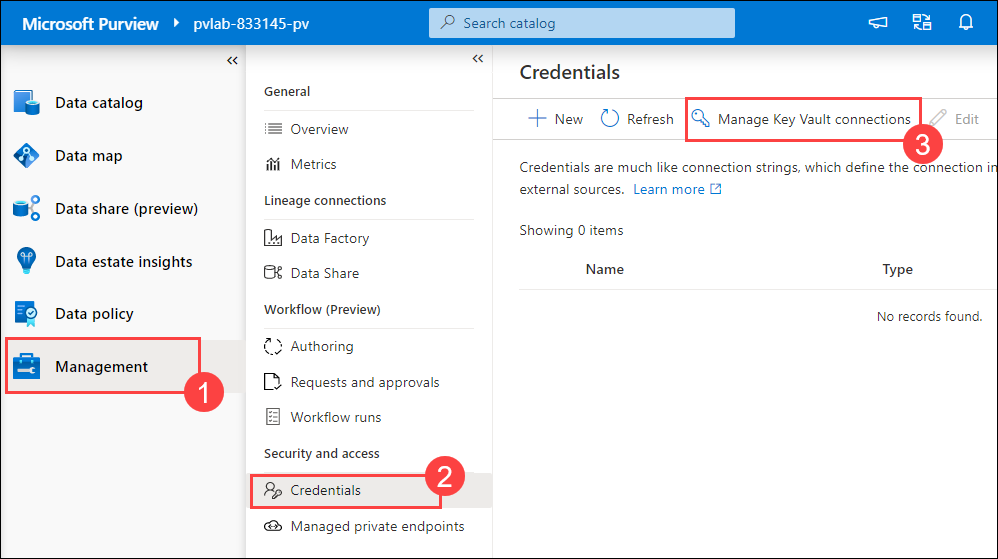 Microsoft Purview
pvlab-833145-pv
Search catalog
Data catalog
Data map
Data share (preview)
Data estate insights
Data policy
Management
1
General
Overview
Metrics
Lineage connections
Data Factory
Data Share
Workflow (Preview)
Authoring
Requests and approvals
Workflow runs
Security and access
Credentials
2
Managed private endpoints
Credentials
New Refresh Manage Key Vault connections Edit
3
Credentials are much like connection strings, which define the connection in
external sources. Learn more
Showing 0 items
Name Type
No records found.